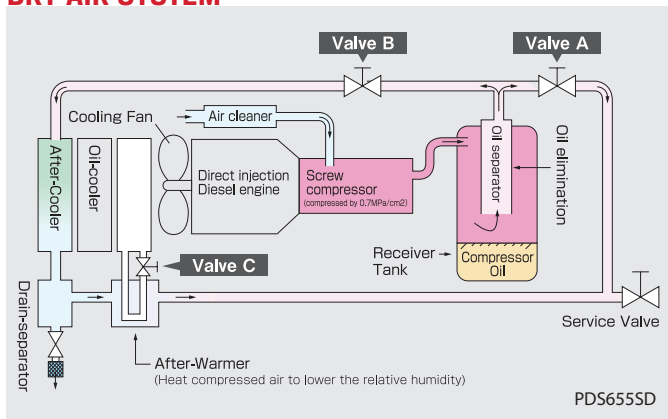 DRY AIR SYSTEM
Valve B
Valve A
Cooling Fan
Air cleaner
After-Cooler
Oil-cooler
Direct injection
Diesel engine
Screw
compressor
(compressed by 0.7MPa/cm2)
Oil separator
Oil elimination
Receiver
Tank
Compressor
Oil
Valve C
Drain-separator
Service Valve
After-Warmer
(Heat compressed air to lower the relative humidity)
PDS655SD